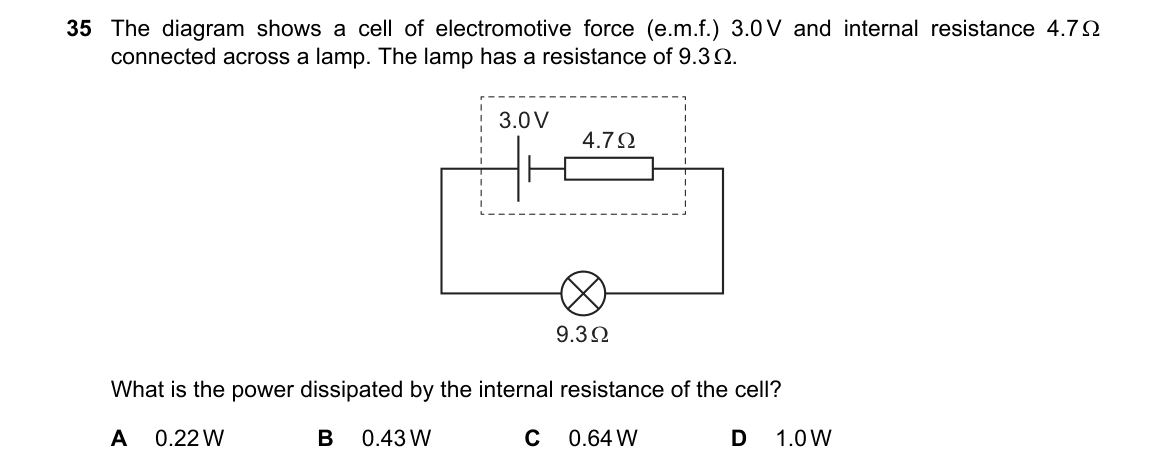 35 The diagram shows a cell of electromotive force (e.m.f.) 3.0 V and internal resistance 4.7 Ω
connected across a lamp. The lamp has a resistance of 9.3 Ω.
3.0 V
4.7 Ω
9.3 Ω
What is the power dissipated by the internal resistance of the cell?
A 0.22 W B 0.43 W C 0.64 W D 1.0 W